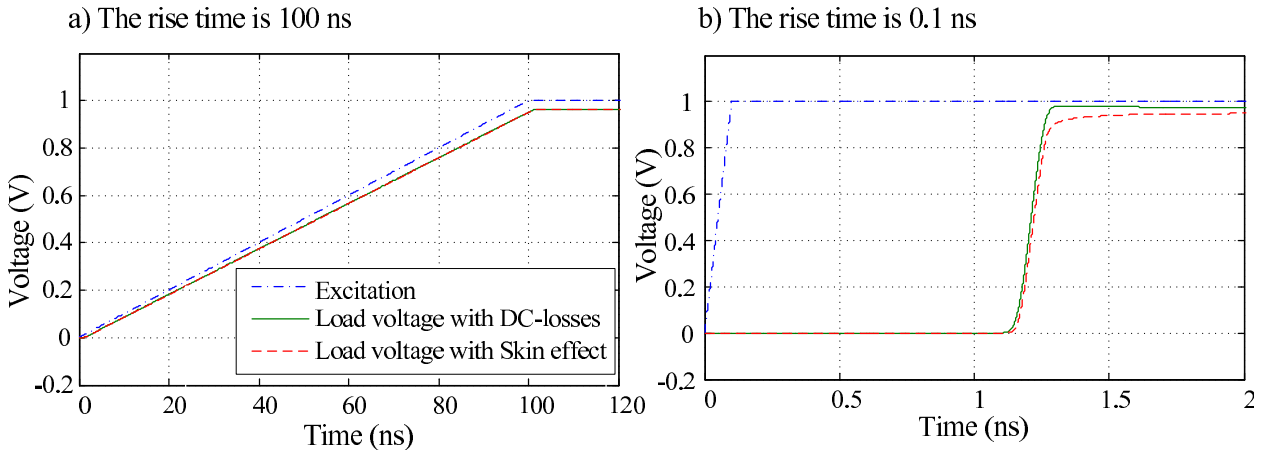 a) The rise time is 100 ns
Voltage (V)
1
0.8
0.6
0.4
0.2
0
-0.2
0 20 40 60 80 100 120
Time (ns)
Excitation
Load voltage with DC-losses
Load voltage with Skin effect
b) The rise time is 0.1 ns
Voltage (V)
1
0.8
0.6
0.4
0.2
0
-0.2
0 0.5 1 1.5 2
Time (ns)